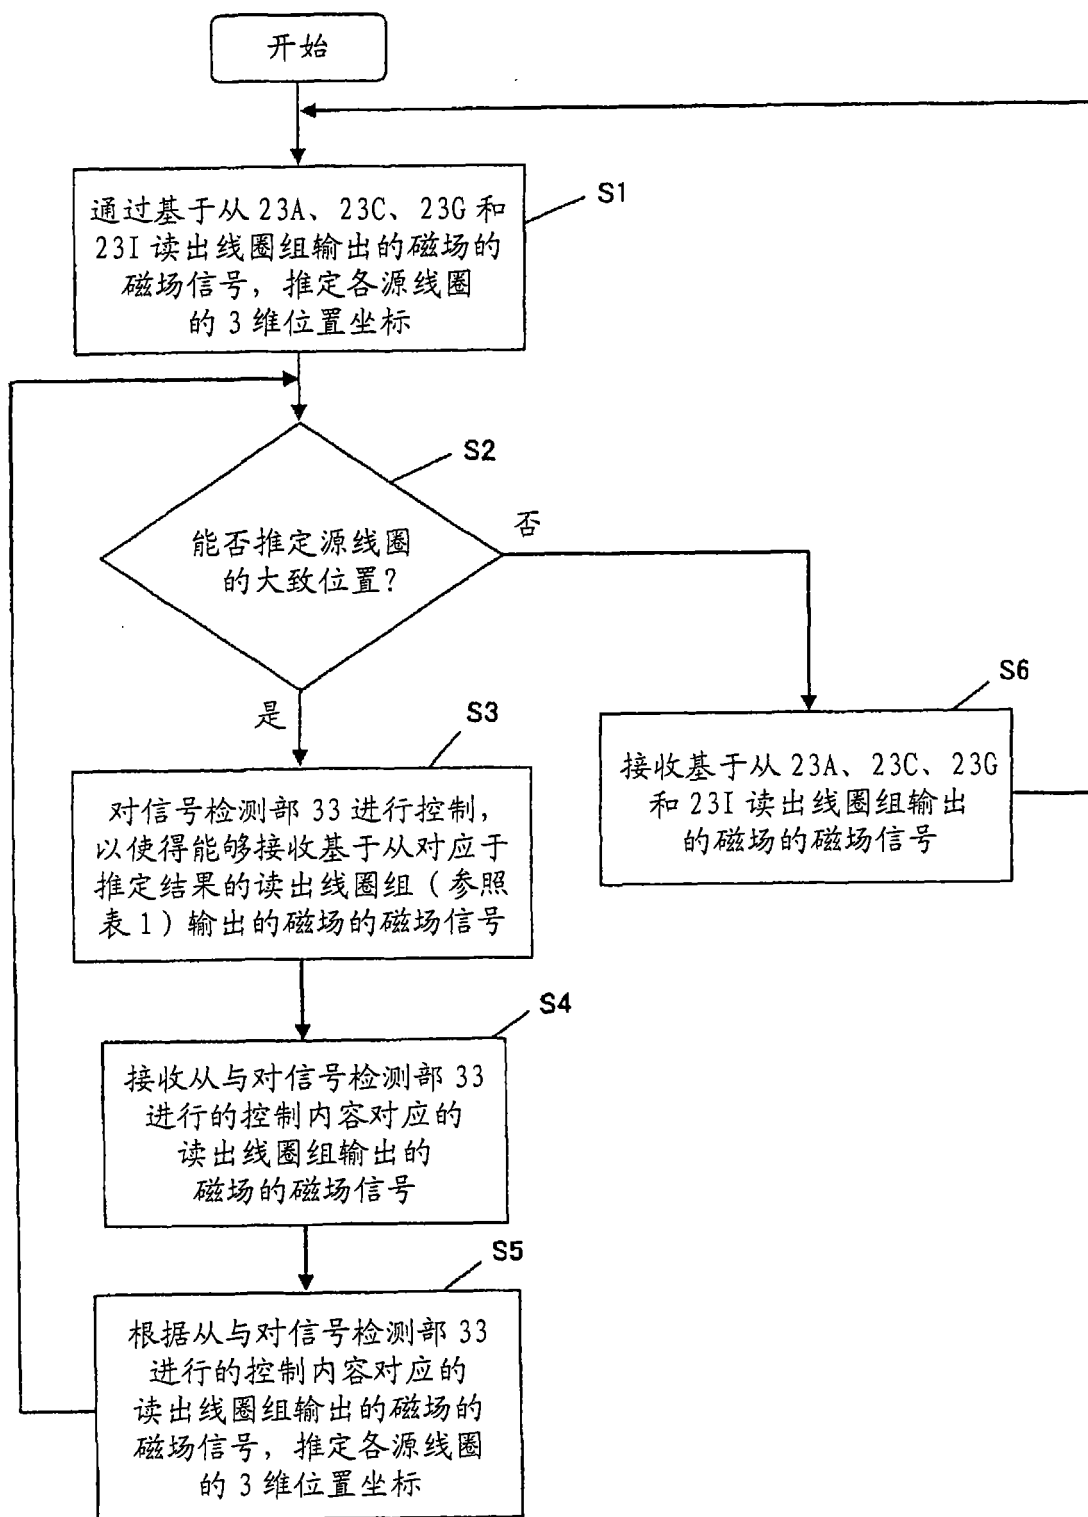 开始
通过基于从 23A、23C、23G 和
23I 读出线圈组输出的磁场的
磁场信号，推定各源线圈
的 3 维位置坐标
S1
S2
能否推定源线圈
的大致位置?
否
是
S3
对信号检测部 33 进行控制，
以使得能够接收基于从对应于
推定结果的读出线圈组（参照
表 1）输出的磁场的磁场信号
S6
接收基于从 23A、23C、23G
和 23I 读出线圈组输出
的磁场的磁场信号
S4
接收从与对信号检测部 33
进行的控制内容对应的
读出线圈组输出的
磁场的磁场信号
S5
根据从与对信号检测部 33
进行的控制内容对应的
读出线圈组输出的磁场的
磁场信号，推定各源线圈
的 3 维位置坐标